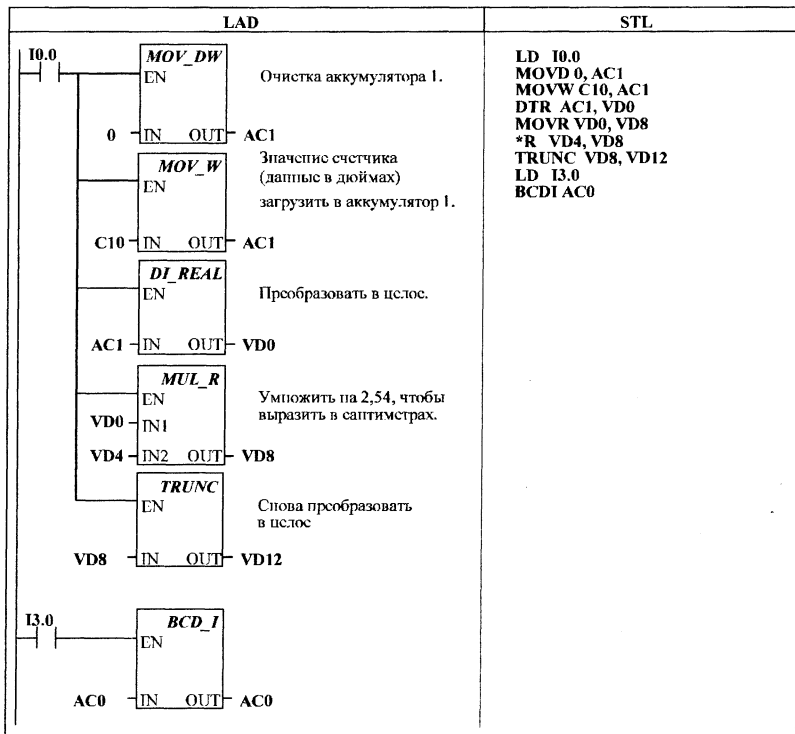 LAD
STL
I0.0
MOV_DW
EN
Очистка аккумулятора 1.
0 IN OUT AC1
MOV_W
EN
Значение счетчика
(данные в дюймах)
загрузить в аккумулятор 1.
C10 IN OUT AC1
DI_REAL
EN
Преобразовать в целое.
AC1 IN OUT VD0
MUL_R
EN
Умножить на 2,54, чтобы
выразить в сантиметрах.
VD0 IN1
VD4 IN2 OUT VD8
TRUNC
EN
Снова преобразовать
в целое
VD8 IN OUT VD12
I3.0
BCD_I
EN
AC0 IN OUT AC0
LD I0.0
MOVD 0, AC1
MOVW C10, AC1
DTR AC1, VD0
MOVR VD0, VD8
*R VD4, VD8
TRUNC VD8, VD12
LD I3.0
BCDI AC0